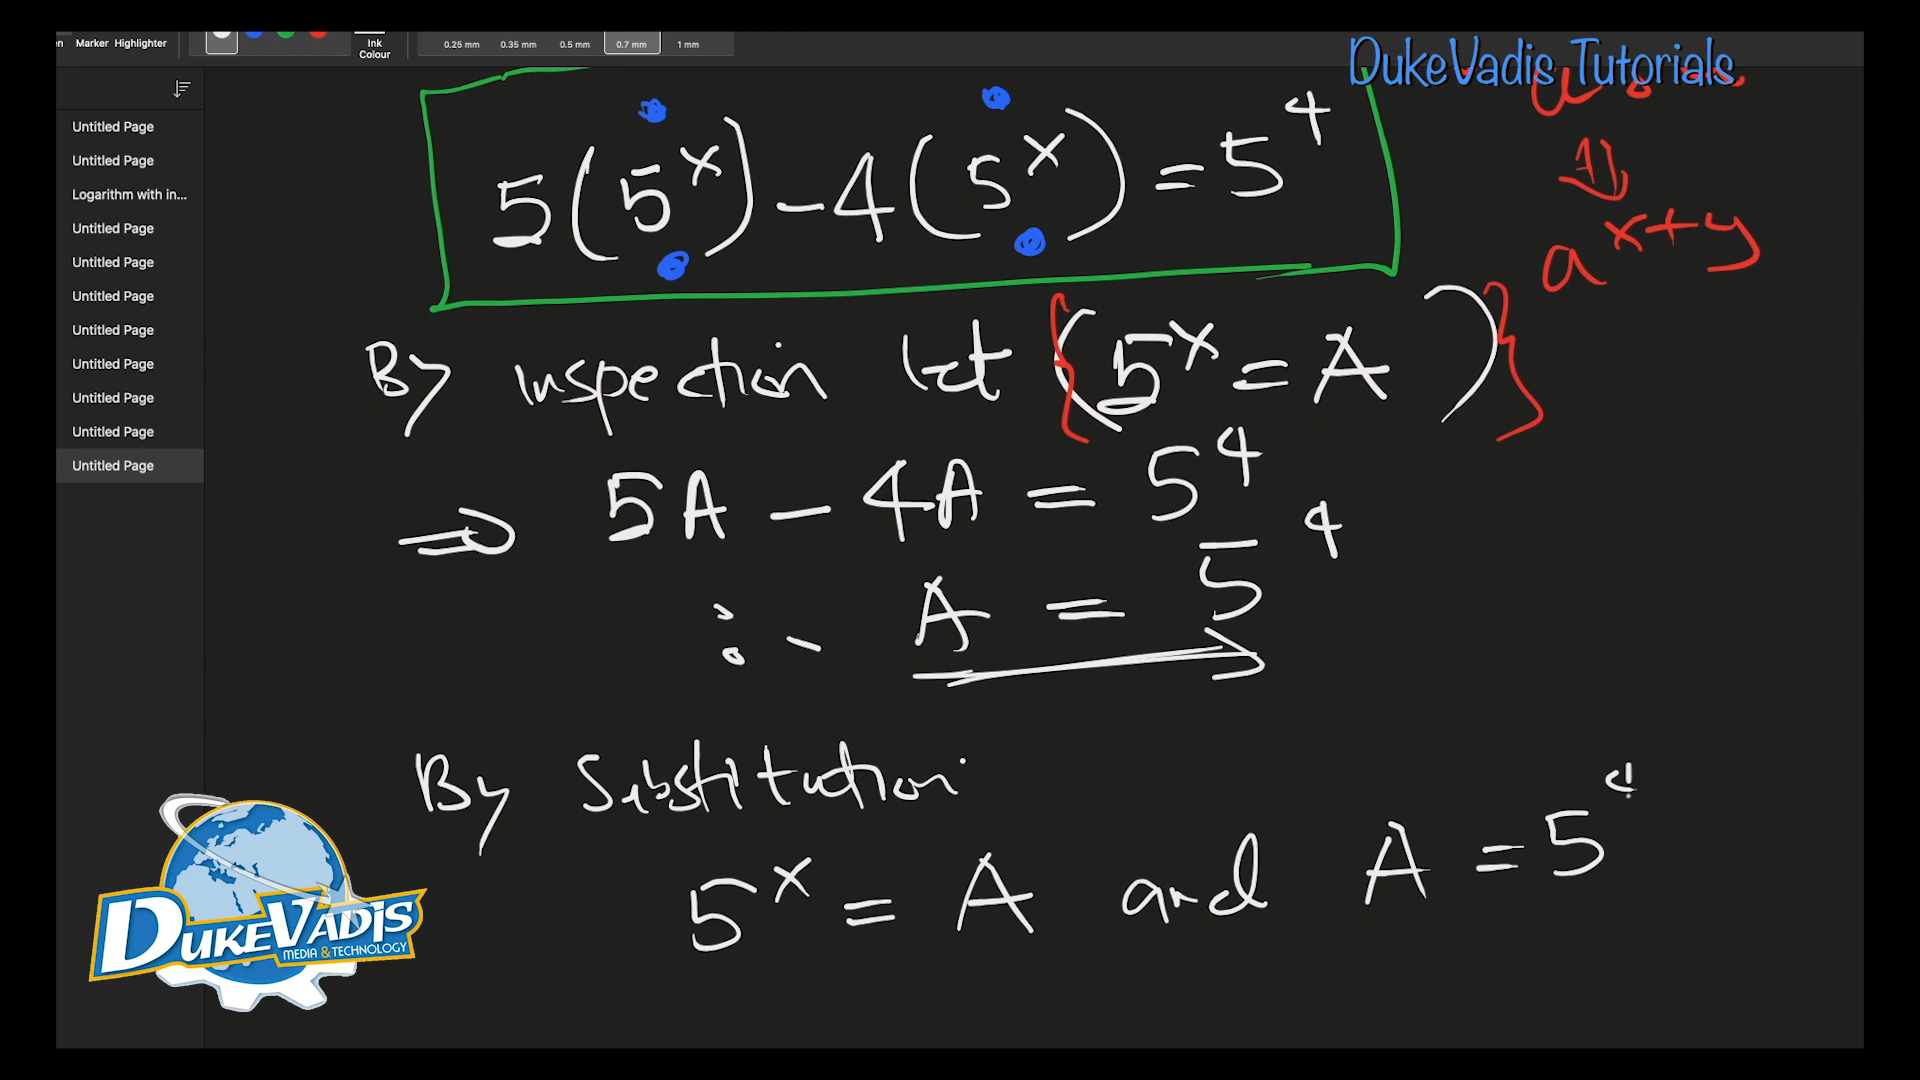 en Marker Highlighter Ink Colour 0.25 mm 0.35 mm 0.5 mm 0.7 mm 1 mm
DukeVadis Tutorials
Untitled Page
Untitled Page
Logarithm with in...
Untitled Page
Untitled Page
Untitled Page
Untitled Page
Untitled Page
Untitled Page
Untitled Page
Untitled Page
5(5^x) - 4(5^x) = 5^4
a^x+y
By inspection let {(5^x = A)}
⇒ 5A - 4A = 5^4
∴ A = 5^4
By Substitution
5^x = A and A = 5^4
DUKEVADIS
MEDIA & TECHNOLOGY